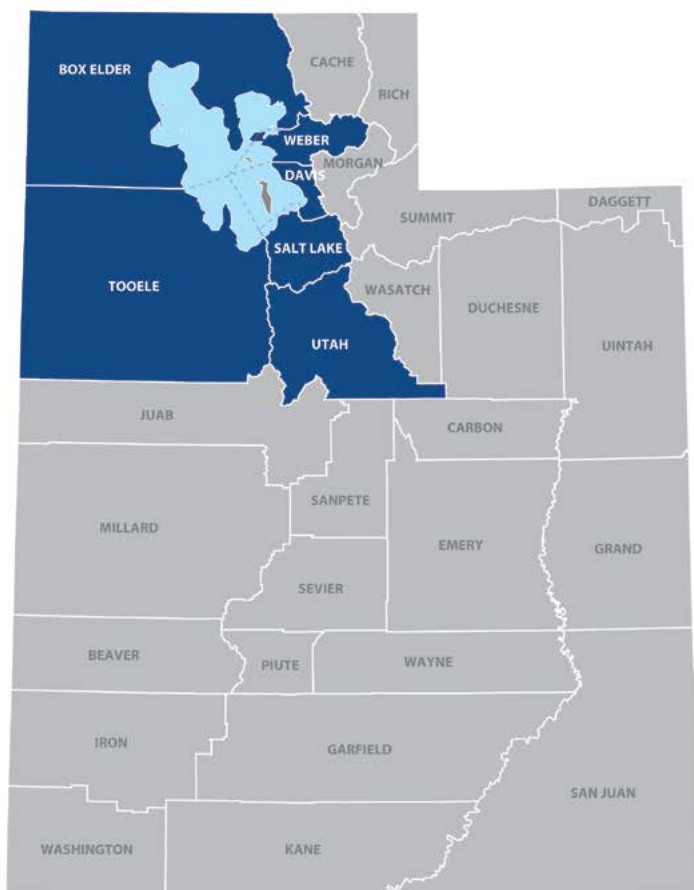 CACHE
BOX ELDER
RICH
WEBER
MORGAN
DAVIS
DAGGETT
SUMMIT
SALT LAKE
TOOELE
WASATCH
DUCHESNE
UTAH
UINTAH
JUAB
CARBON
SANPETE
MILLARD
EMERY
GRAND
SEVIER
BEAVER
PIUTE
WAYNE
IRON
GARFIELD
SAN JUAN
WASHINGTON
KANE